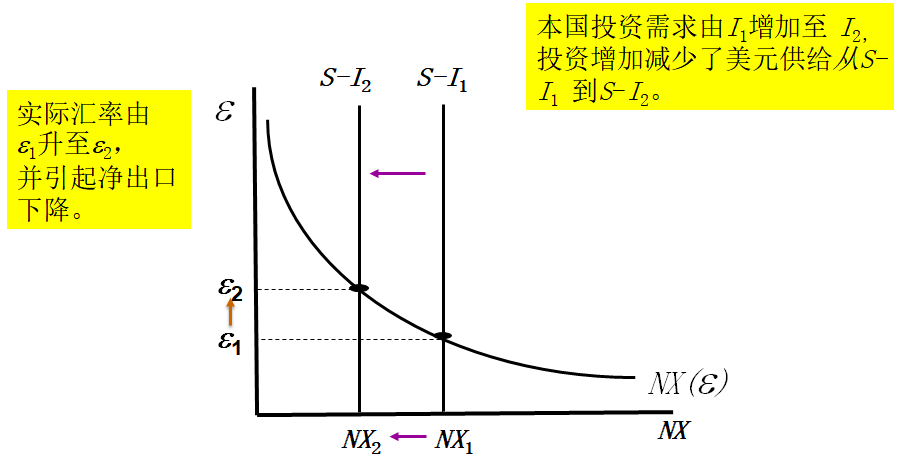 本国投资需求由I₁增加至 I₂,
投资增加减少了美元供给从S-
I₁ 到S-I₂。
S-I₂
S-I₁
ε
实际汇率由
ε₁升至ε₂，
并引起净出口
下降。
ε₂
ε₁
NX(ε)
NX₂
NX₁
NX